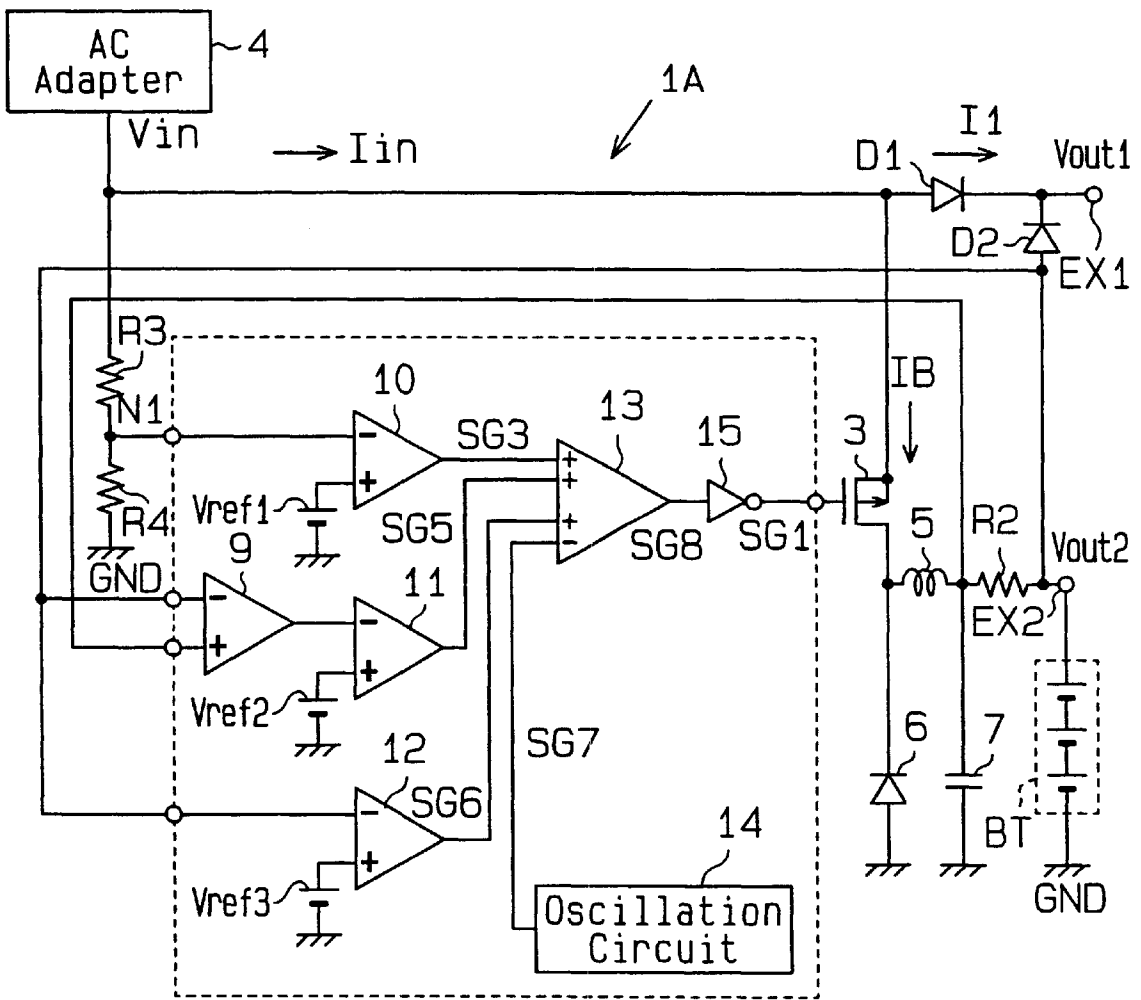 AC
Adapter
4
Vin
Iin
1A
D1
I1
Vout1
D2
EX1
R3
N1
R4
GND
10
SG3
Vref1
13
15
SG5
SG8
SG1
IB
3
5
R2
Vout2
EX2
9
11
Vref2
12
SG6
SG7
Vref3
14
Oscillation
Circuit
6
7
BT
GND